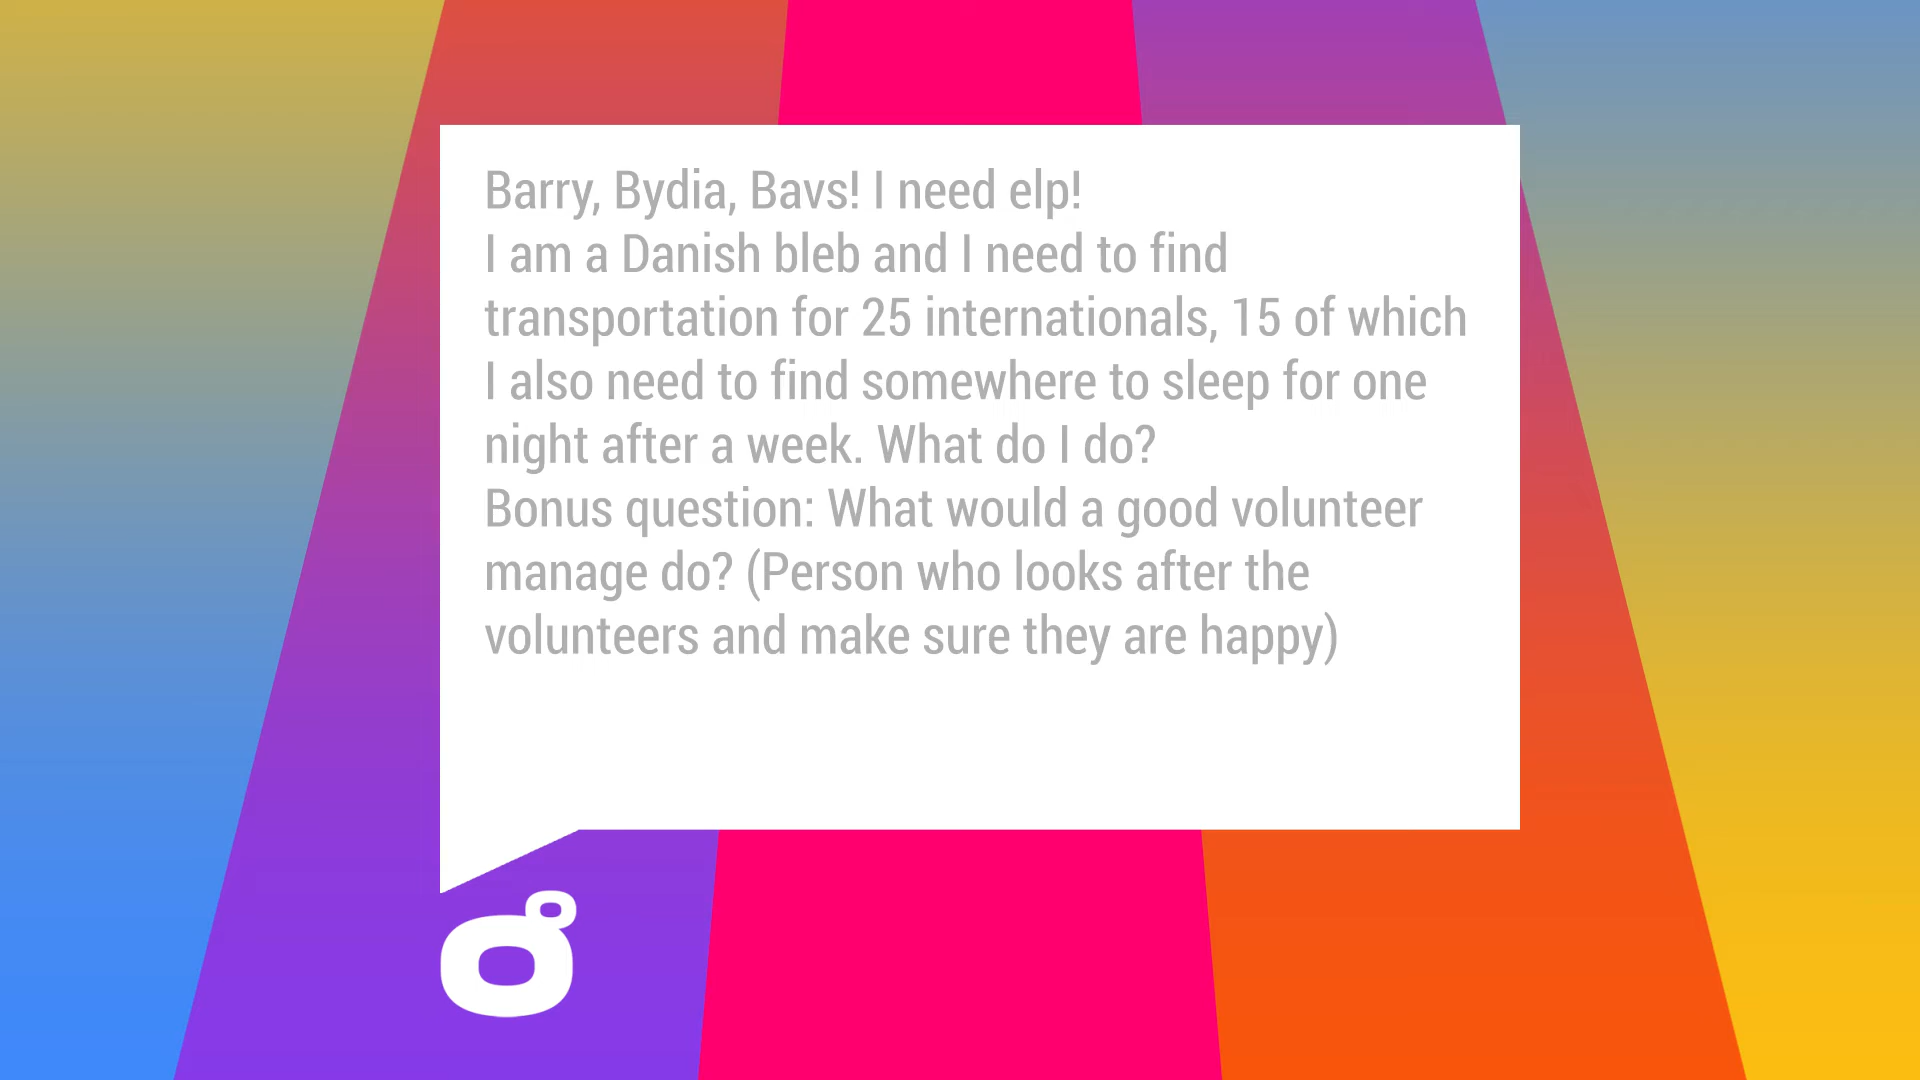 Barry, Bydia, Bavs! I need elp!
I am a Danish bleb and I need to find
transportation for 25 internationals, 15 of which
I also need to find somewhere to sleep for one
night after a week. What do I do?
Bonus question: What would a good volunteer
manage do? (Person who looks after the
volunteers and make sure they are happy)